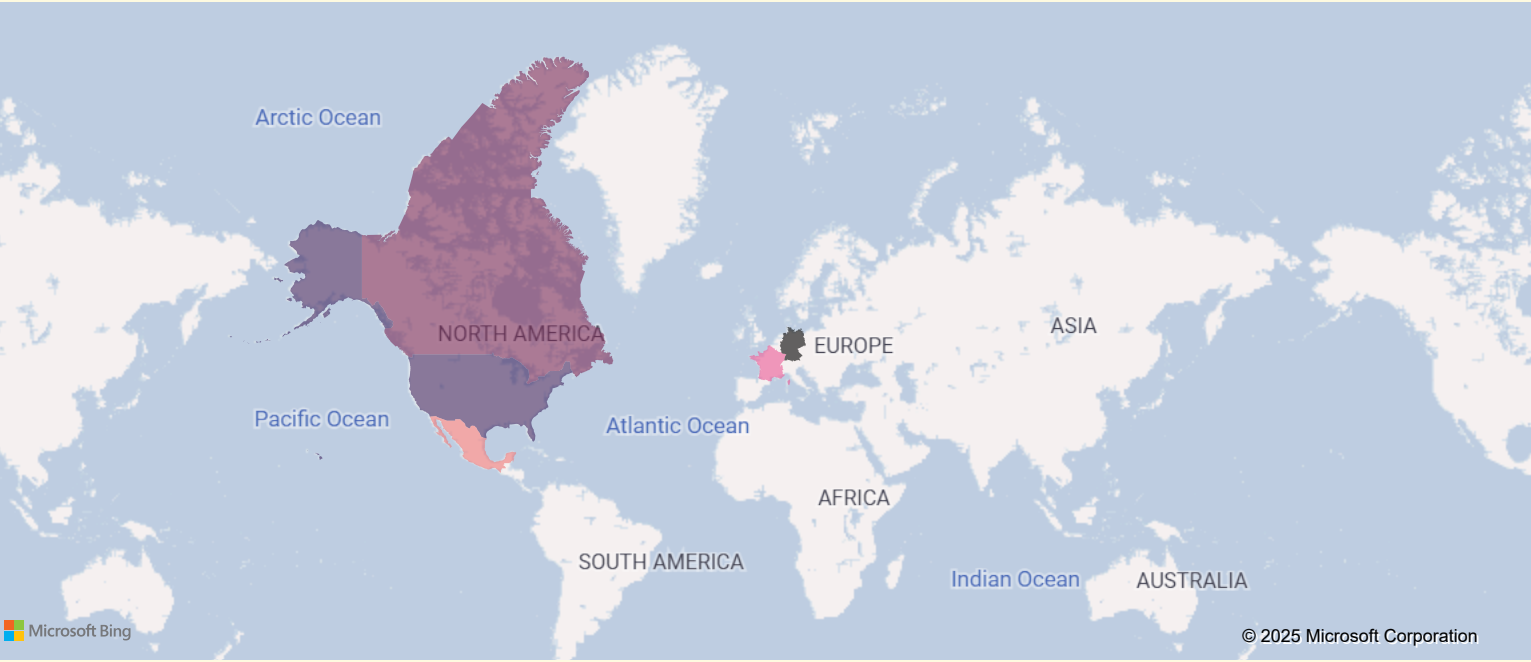 Arctic Ocean
NORTH AMERICA
ASIA
EUROPE
Pacific Ocean
Atlantic Ocean
AFRICA
SOUTH AMERICA
Indian Ocean
AUSTRALIA
Microsoft Bing
© 2025 Microsoft Corporation